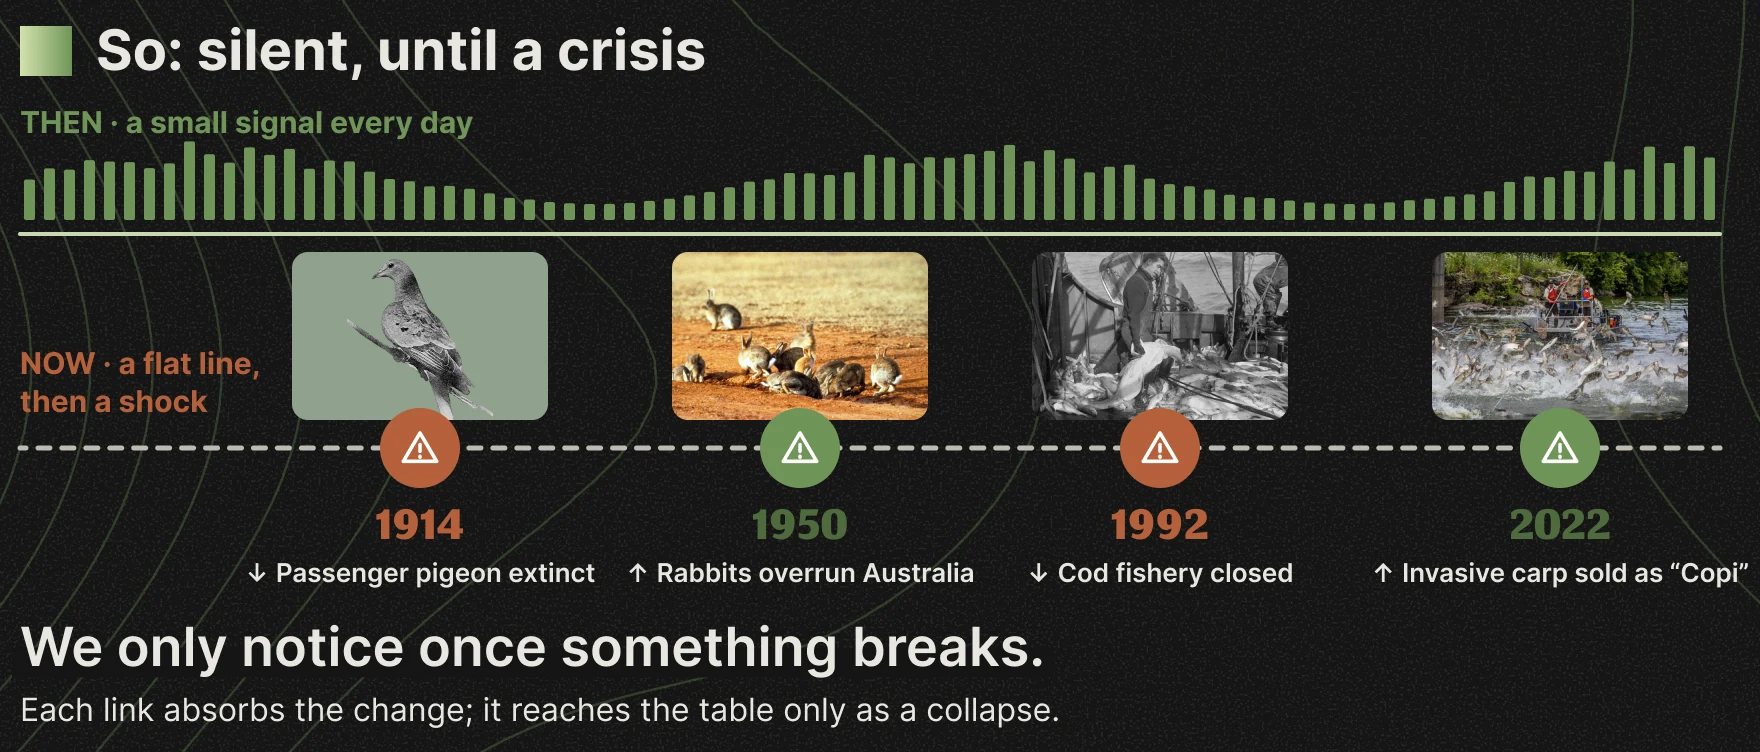 So: silent, until a crisis
THEN · a small signal every day
NOW · a flat line,
then a shock
1914
1950
1992
2022
↓ Passenger pigeon extinct
↑ Rabbits overrun Australia
↓ Cod fishery closed
↑ Invasive carp sold as “Copi”
We only notice once something breaks.
Each link absorbs the change; it reaches the table only as a collapse.